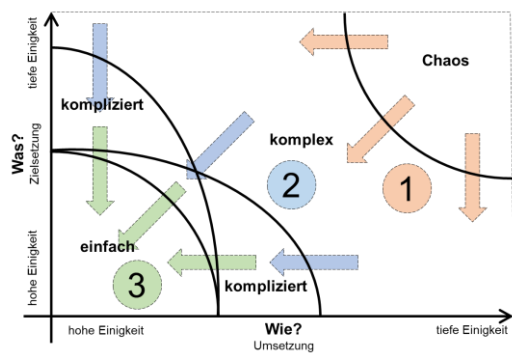 Was?
Zielsetzung
tiefe Einigkeit
hohe Einigkeit
Chaos
kompliziert
komplex
1
2
einfach
3
kompliziert
hohe Einigkeit
Wie?
Umsetzung
tiefe Einigkeit